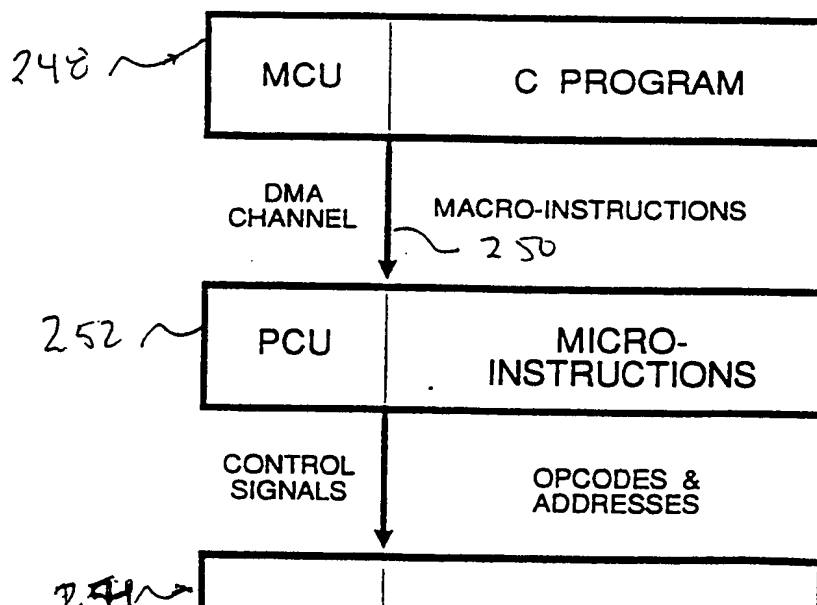 248
MCU
C PROGRAM
DMA
CHANNEL
MACRO-INSTRUCTIONS
250
252
PCU
MICRO-
INSTRUCTIONS
CONTROL
SIGNALS
OPCODES &
ADDRESSES